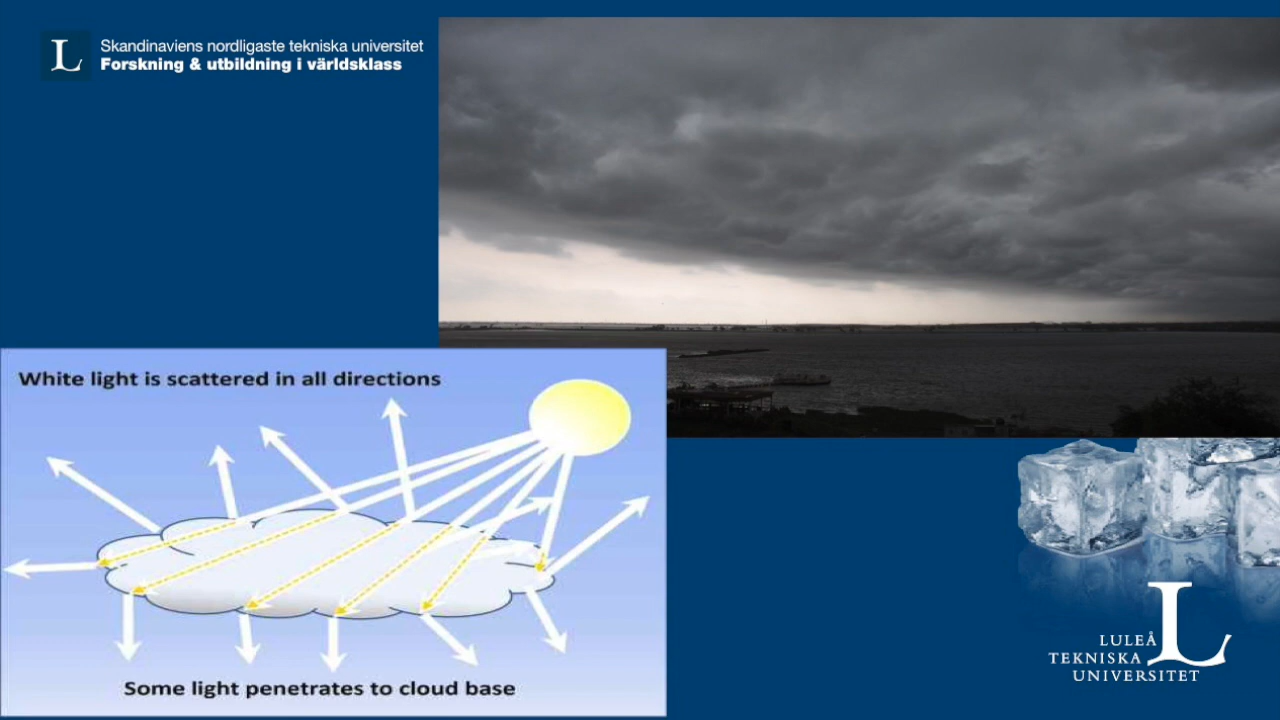 L
Skandinaviens nordligaste tekniska universitet
Forskning & utbildning i världsklass
White light is scattered in all directions
Some light penetrates to cloud base
L
LULEÅ
TEKNISKA
UNIVERSITET